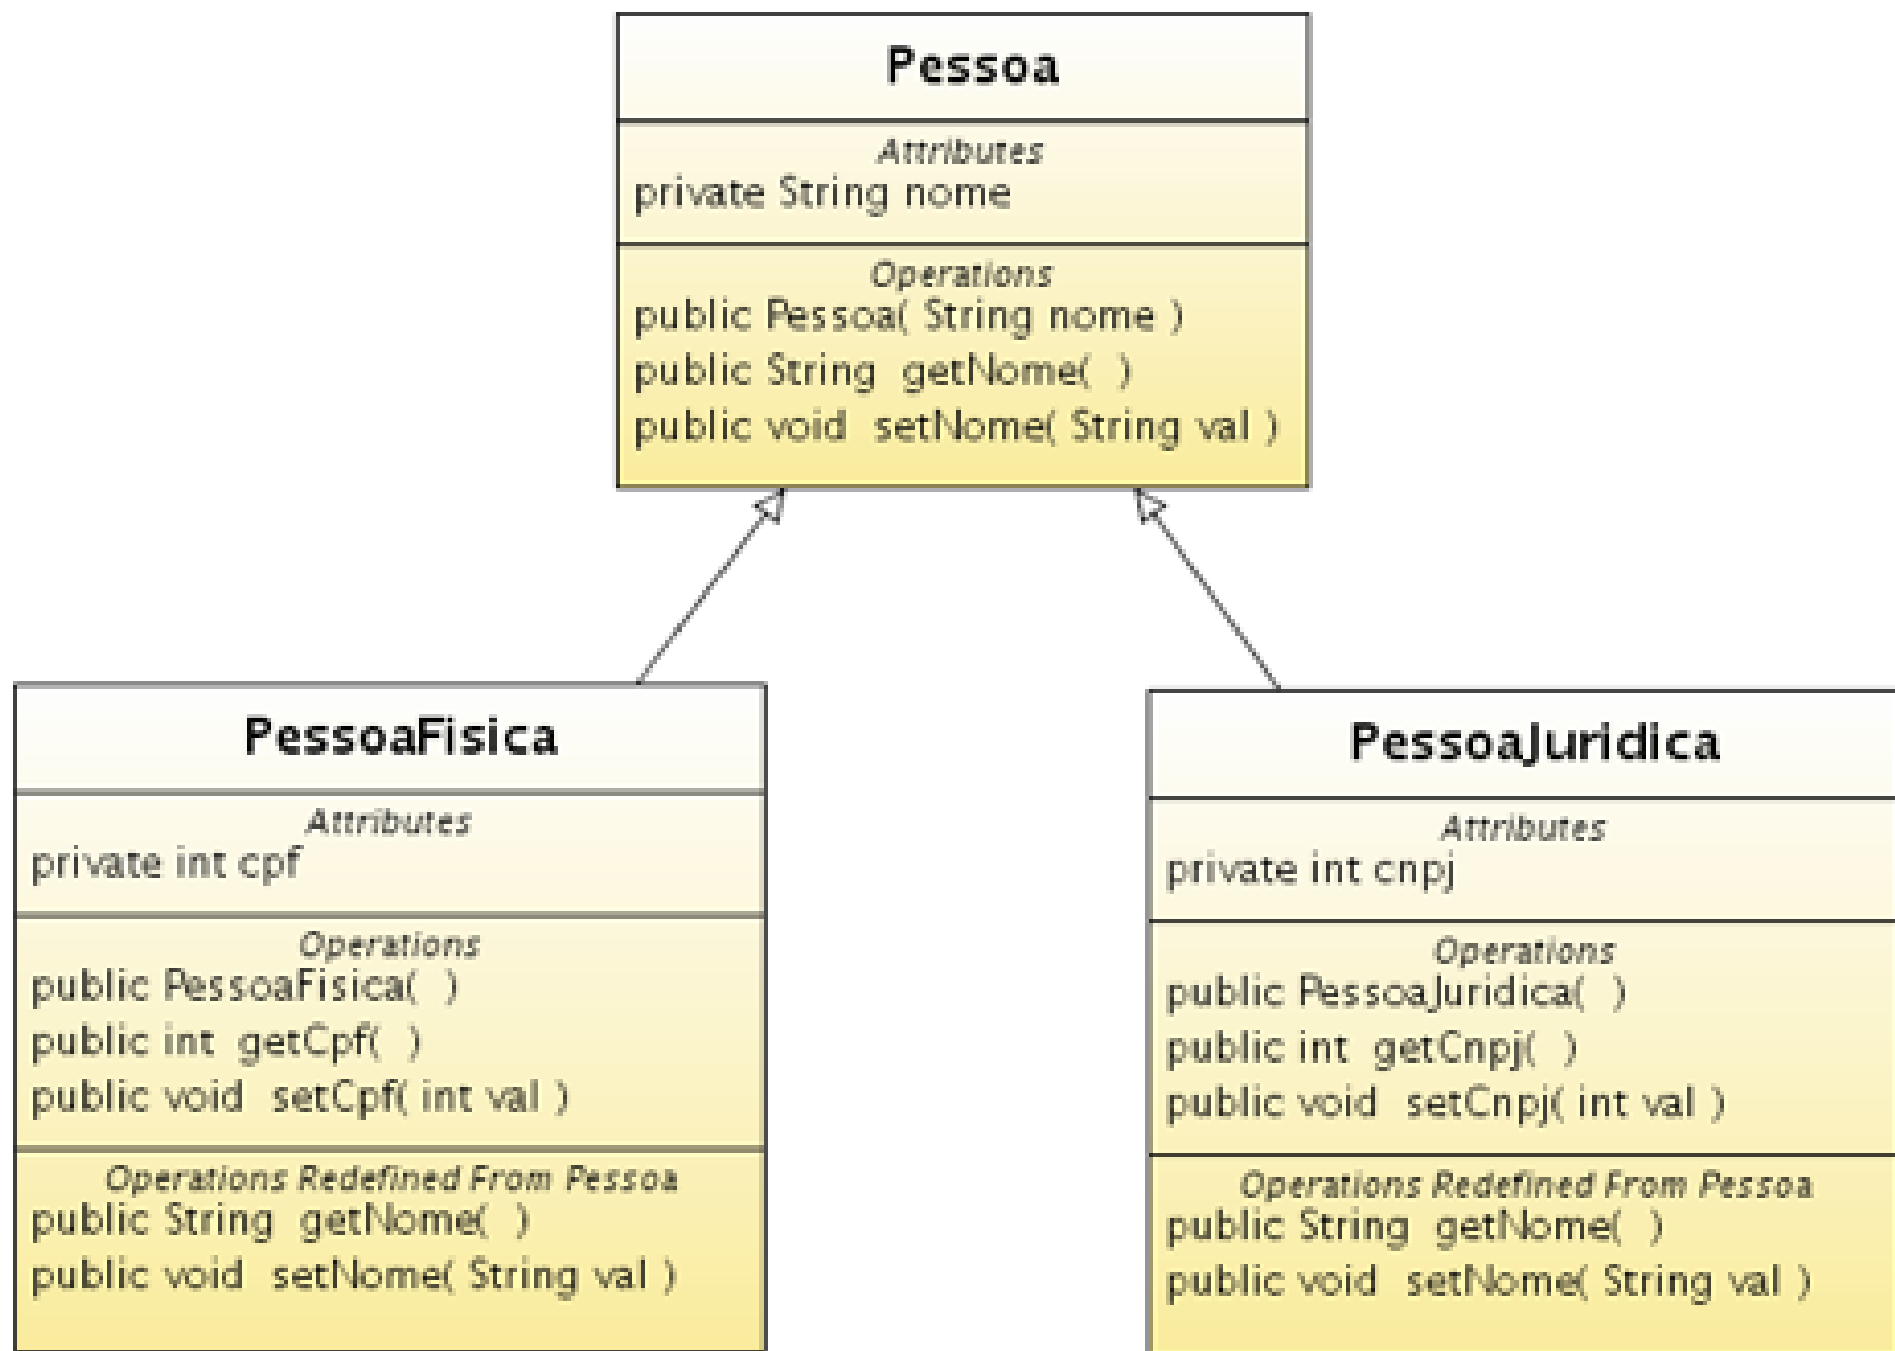 Pessoa
Attributes
private String nome
Operations
public Pessoa( String nome )
public String  getNome(  )
public void  setNome( String val )
PessoaFisica
Attributes
private int cpf
Operations
public PessoaFisica(  )
public int  getCpf(  )
public void  setCpf( int val )
Operations Redefined From Pessoa
public String  getNome(  )
public void  setNome( String val )
PessoaJuridica
Attributes
private int cnpj
Operations
public PessoaJuridica(  )
public int  getCnpj(  )
public void  setCnpj( int val )
Operations Redefined From Pessoa
public String  getNome(  )
public void  setNome( String val )